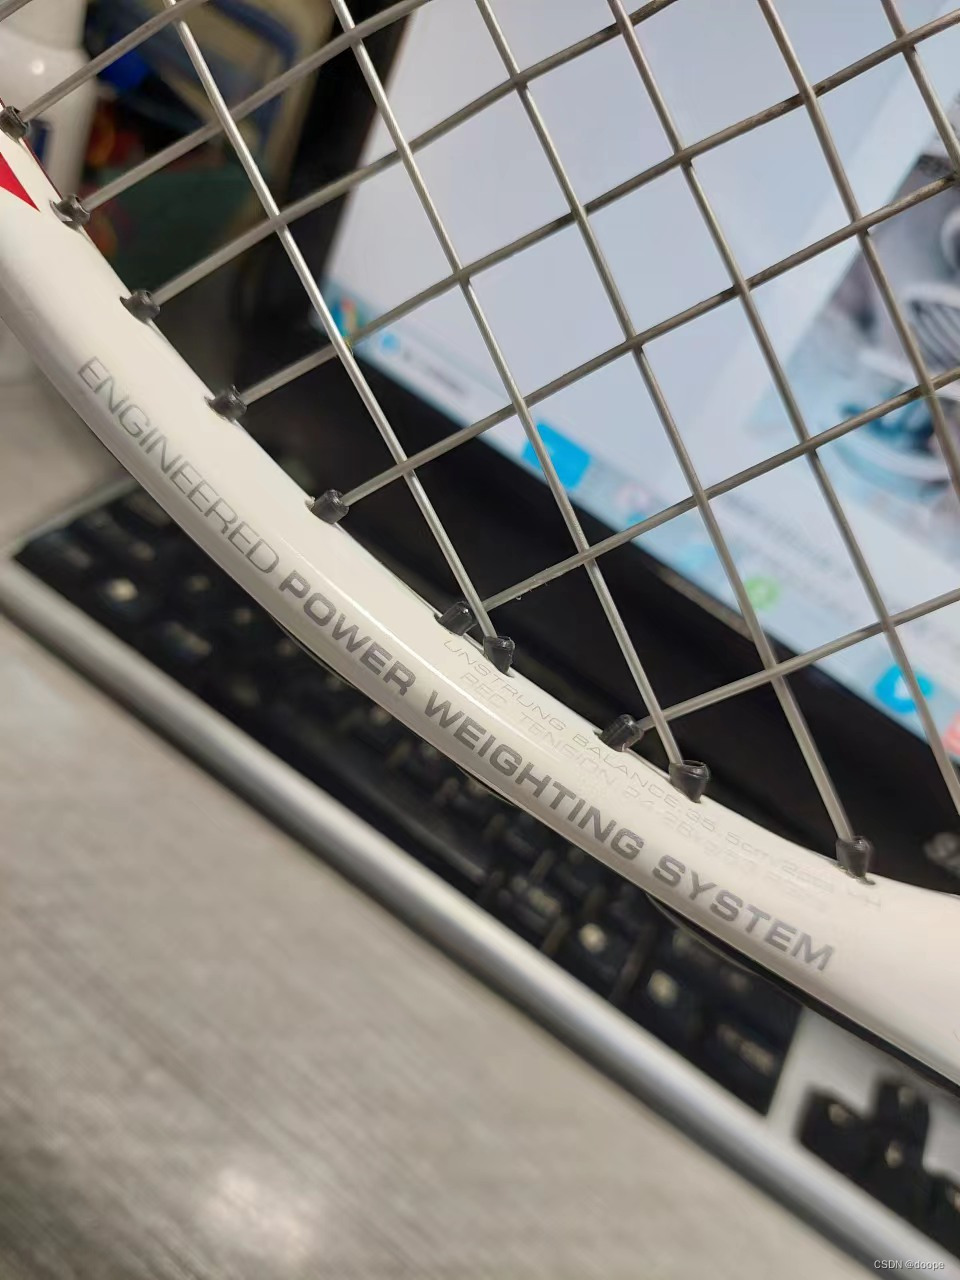 ENGINEERED POWER WEIGHTING SYSTEM
UNSTRUNG BALANCE:
REC. TENSION
CSDN @doope